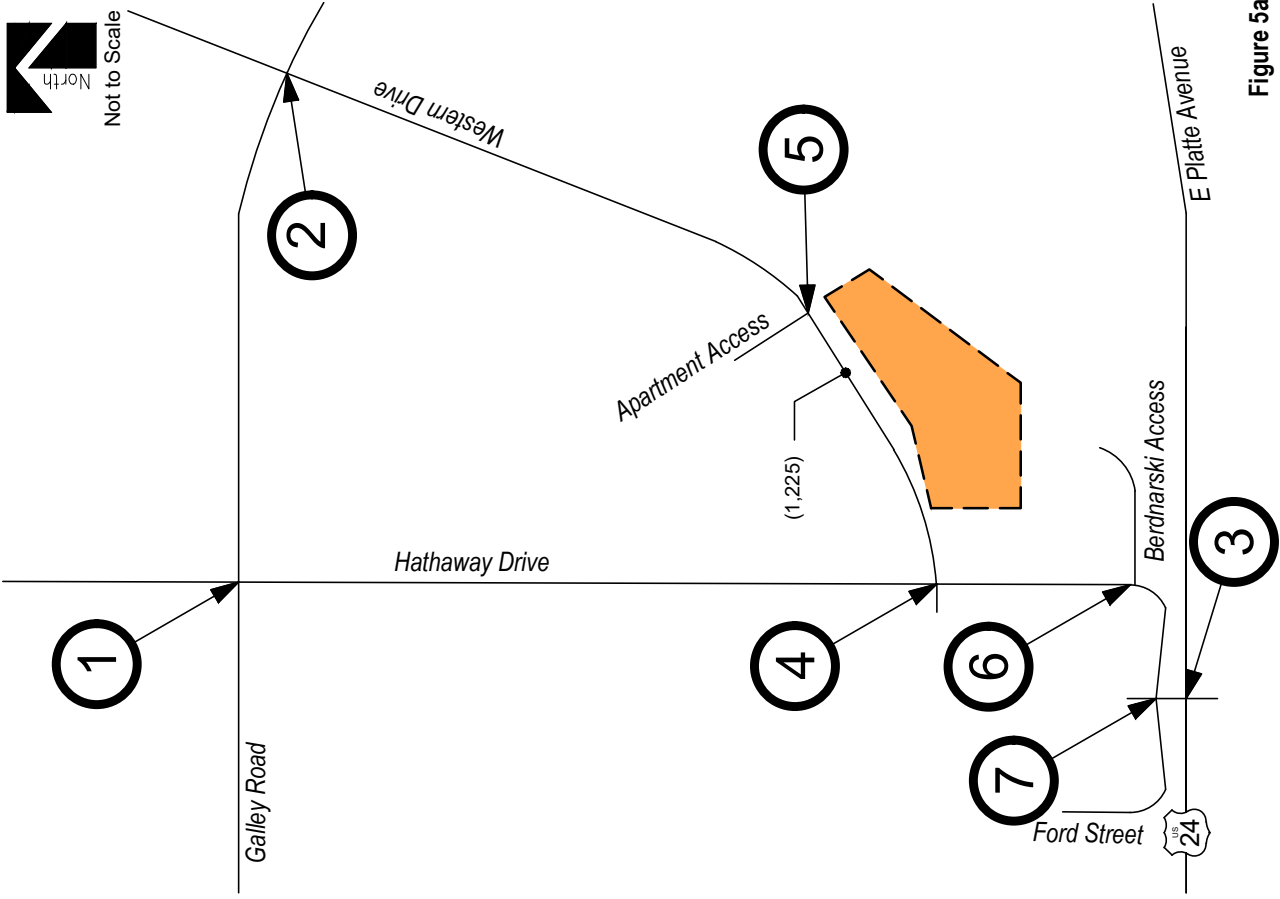 North
Not to Scale
1
2
Western Drive
5
Apartment Access
(1,225)
Hathaway Drive
Galley Road
4
6
7
3
Berdnarski Access
E Platte Avenue
Ford Street
US
24
Figure 5a